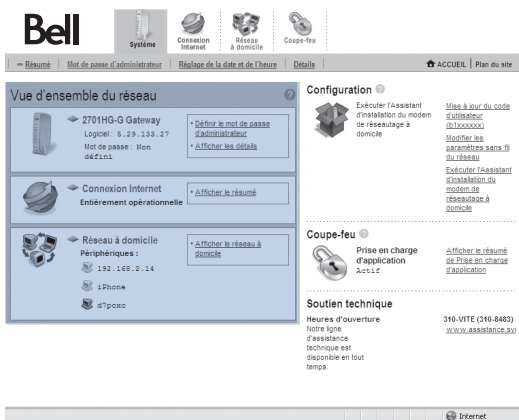 Bell
Système
Connexion Internet
Réseau à domicile
Coupe-feu
Résumé | Mot de passe d'administrateur | Réglage de la date et de l'heure | Détails
ACCUEIL | Plan du site
Vue d'ensemble du réseau
2701HG-G Gateway
Logiciel : 5.29.133.27
Mot de passe : Non défini
• Définir le mot de passe d'administrateur
• Afficher les détails
Connexion Internet
Entièrement opérationnelle
• Afficher le résumé
Réseau à domicile
Périphériques :
192.168.2.14
iPhone
d7pcxc
• Afficher le réseau à domicile
Configuration
Exécuter l'Assistant
d'installation du modem
de réseautage à
domicile
Mise à jour du code
d'utilisateur
(b1xxxxxx)
Modifier les
paramètres sans fil
du réseau
Exécuter l'Assistant
d'installation du
modem de
réseautage à
domicile
Coupe-feu
Prise en charge
d'application
Actif
Afficher le résumé
de Prise en charge
d'application
Soutien technique
Heures d'ouverture
Notre ligne
d'assistance
technique est
disponible en tout
temps.
310-VITE (310-8483)
www.assistance.syi
Internet